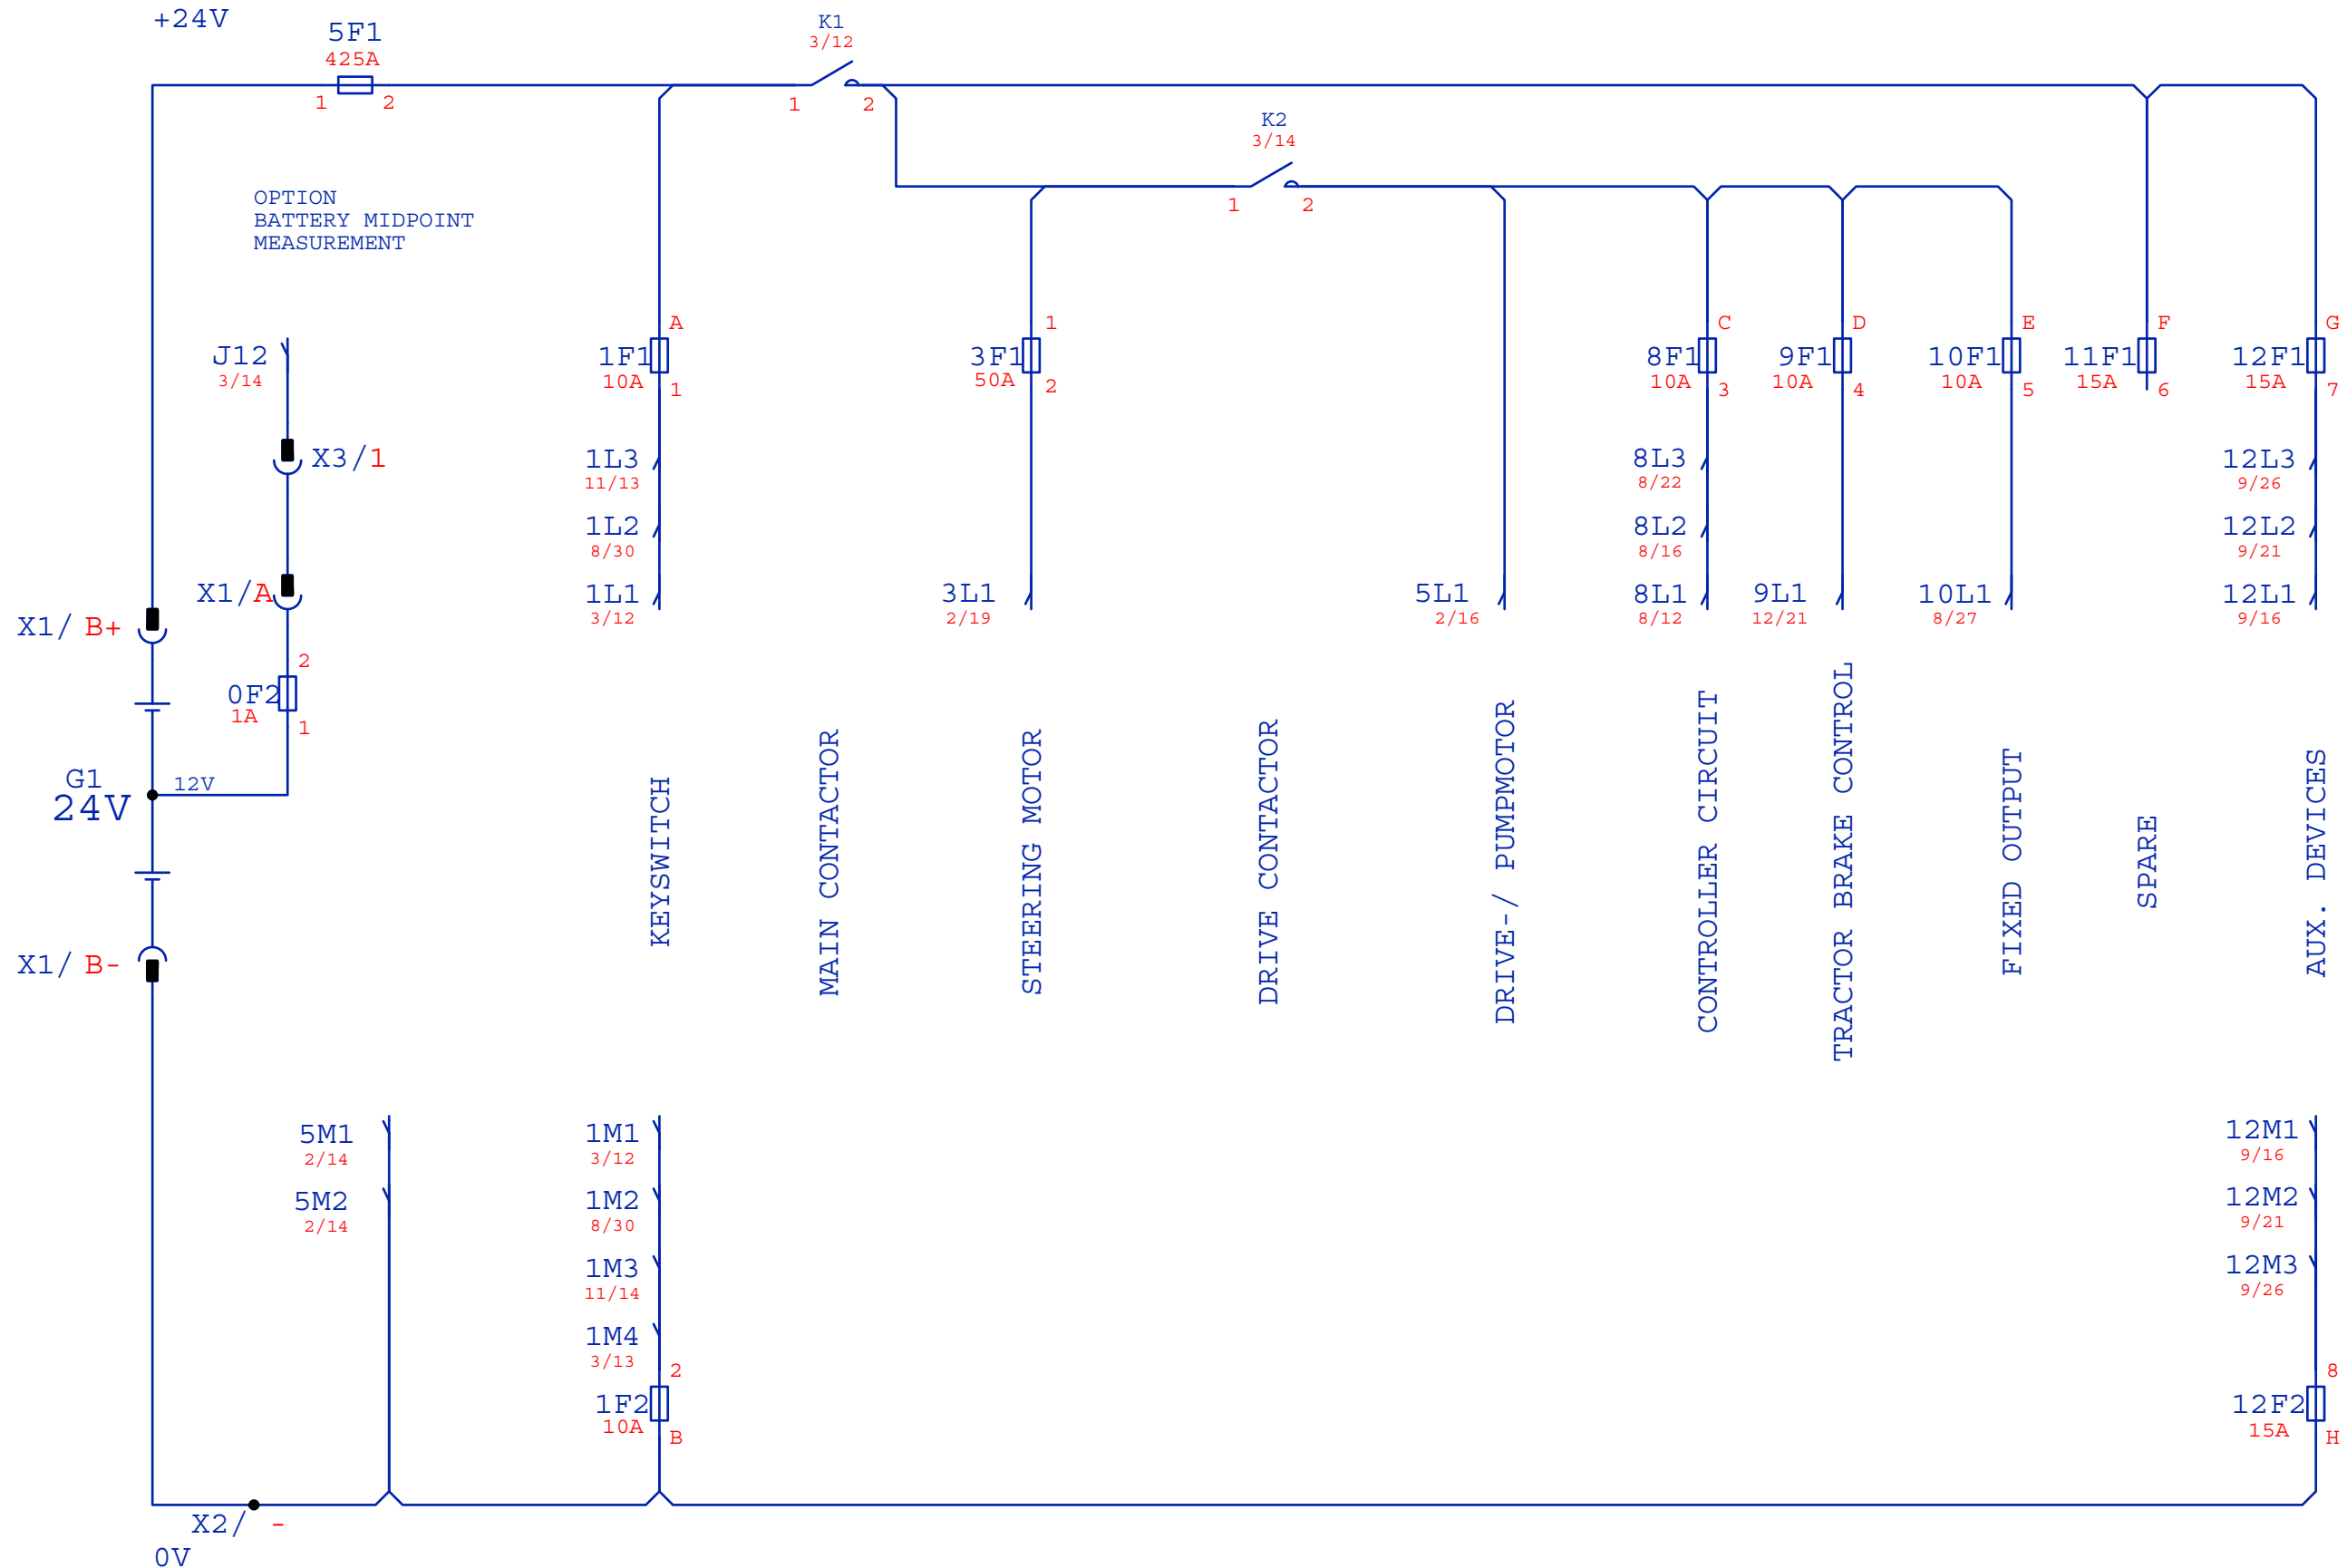 +24V
5F1
425A
1 2
K1
3/12
1 2
K2
3/14
1 2
OPTION
BATTERY MIDPOINT
MEASUREMENT
J12
3/14
X3/1
X1/A
X1/ B+
2
0F2
1A
1
G1
24V
12V
X1/ B-
A
1F1
10A
1
1L3
11/13
1L2
8/30
1L1
3/12
1
3F1
50A
2
3L1
2/19
5L1
2/16
C
8F1
10A
3
8L3
8/22
8L2
8/16
8L1
8/12
D
9F1
10A
4
9L1
12/21
E
10F1
10A
5
10L1
8/27
F
11F1
15A
6
G
12F1
15A
7
12L3
9/26
12L2
9/21
12L1
9/16
KEYSWITCH
MAIN CONTACTOR
STEERING MOTOR
DRIVE CONTACTOR
DRIVE-/ PUMPMOTOR
CONTROLLER CIRCUIT
TRACTOR BRAKE CONTROL
FIXED OUTPUT
SPARE
AUX. DEVICES
5M1
2/14
5M2
2/14
1M1
3/12
1M2
8/30
1M3
11/14
1M4
3/13
2
1F2
10A
B
12M1
9/16
12M2
9/21
12M3
9/26
8
12F2
15A
H
X2/ -
0V